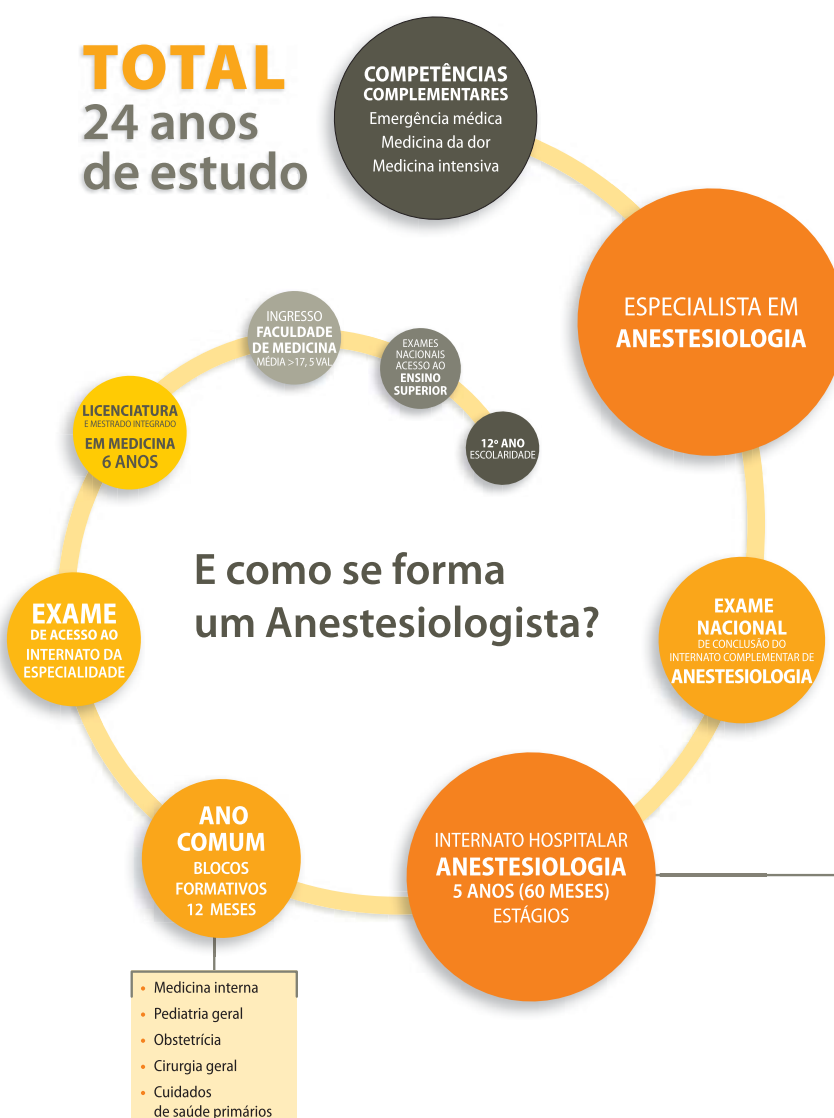 TOTAL
24 anos
de estudo
COMPETÊNCIAS
COMPLEMENTARES
Emergência médica
Medicina da dor
Medicina intensiva
ESPECIALISTA EM
ANESTESIOLOGIA
INGRESSO
FACULDADE
DE MEDICINA
MÉDIA >17, 5 VAL
EXAMES
NACIONAIS
ACESSO AO
ENSINO
SUPERIOR
12º ANO
ESCOLARIDADE
LICENCIATURA
E MESTRADO INTEGRADO
EM MEDICINA
6 ANOS
E como se forma
um Anestesiologista?
EXAME
DE ACESSO AO
INTERNATO DA
ESPECIALIDADE
EXAME
NACIONAL
DE CONCLUSÃO DO
INTERNATO COMPLEMENTAR DE
ANESTESIOLOGIA
ANO
COMUM
BLOCOS
FORMATIVOS
12 MESES
INTERNATO HOSPITALAR
ANESTESIOLOGIA
5 ANOS (60 MESES)
ESTÁGIOS
• Medicina interna
• Pediatria geral
• Obstetrícia
• Cirurgia geral
• Cuidados
de saúde primários